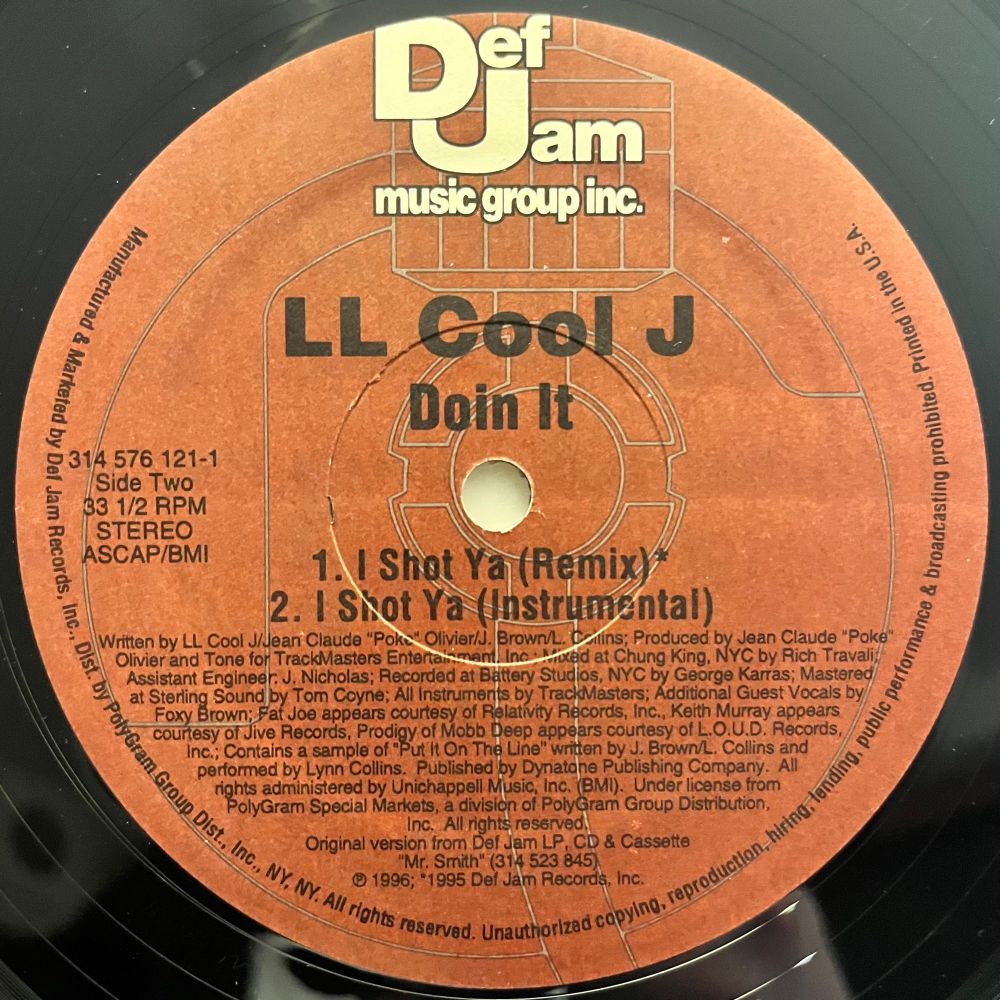 Def
Jam
music group inc.
LL Cool J
Doin It
314 576 121-1
Side Two
33 1/2 RPM
STEREO
ASCAP/BMI
1. I Shot Ya (Remix)*
2. I Shot Ya (Instrumental)
Written by LL Cool J/Jean Claude "Poke" Olivier/J. Brown/L. Collins; Produced by Jean Claude "Poke"
Olivier and Tone for TrackMasters Entertainment, Inc.; Mixed at Chung King, NYC by Rich Travali;
Assistant Engineer: J. Nicholas; Recorded at Battery Studios, NYC by George Karras; Mastered
at Sterling Sound by Tom Coyne; All Instruments by TrackMasters; Additional Guest Vocals by
Foxy Brown; Fat Joe appears courtesy of Relativity Records, Inc., Keith Murray appears
courtesy of Jive Records, Prodigy of Mobb Deep appears courtesy of L.O.U.D. Records,
Inc.; Contains a sample of "Put It On The Line" written by J. Brown/L. Collins and
performed by Lynn Collins. Published by Dynatone Publishing Company. All
rights administered by Unichappell Music, Inc. (BMI). Under license from
PolyGram Special Markets, a division of PolyGram Group Distribution,
Inc. All rights reserved.
Original version from Def Jam LP, CD & Cassette
"Mr. Smith" (314 523 845)
℗ 1996; *1995 Def Jam Records, Inc.
Manufactured & Marketed by Def Jam Records, Inc., Dist. by PolyGram Group Dist., Inc., NY, NY. All rights reserved. Unauthorized copying, reproduction, hiring, lending, public performance & broadcasting prohibited. Printed in the U.S.A.